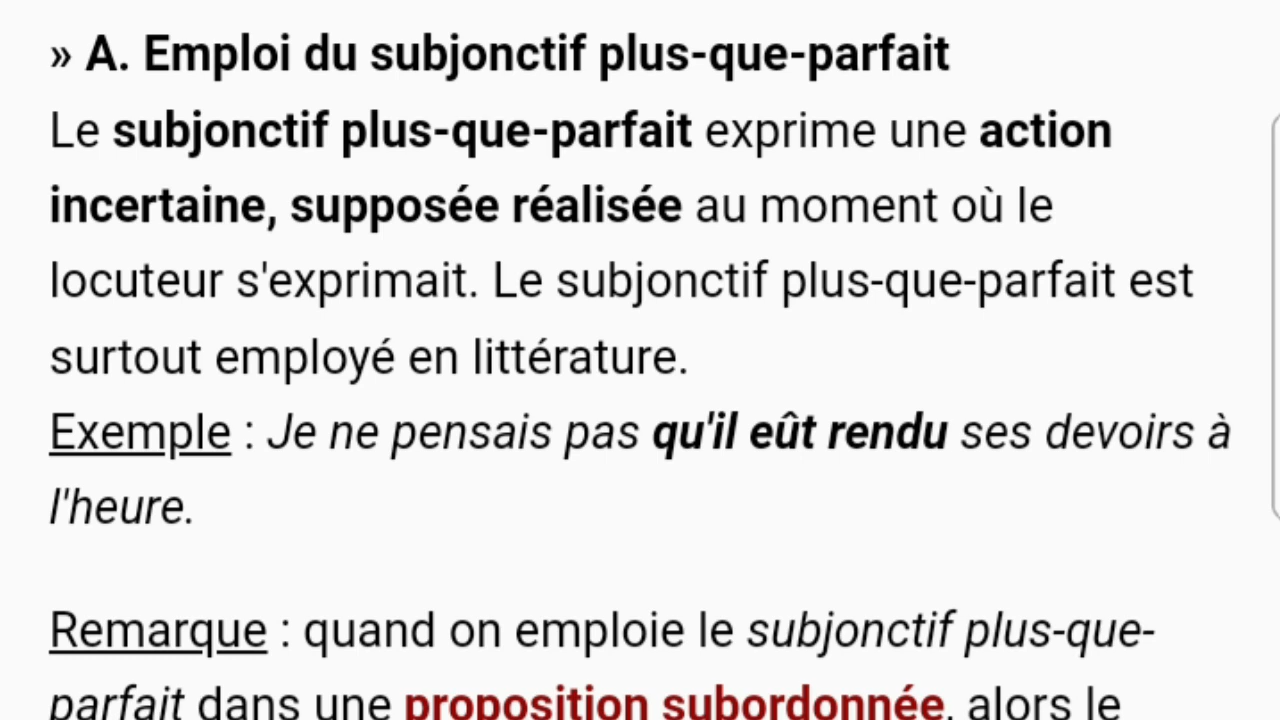 » A. Emploi du subjonctif plus-que-parfait
Le subjonctif plus-que-parfait exprime une action
incertaine, supposée réalisée au moment où le
locuteur s'exprimait. Le subjonctif plus-que-parfait est
surtout employé en littérature.
Exemple : Je ne pensais pas qu'il eût rendu ses devoirs à
l'heure.
Remarque : quand on emploie le subjonctif plus-que-
parfait dans une proposition subordonnée, alors le